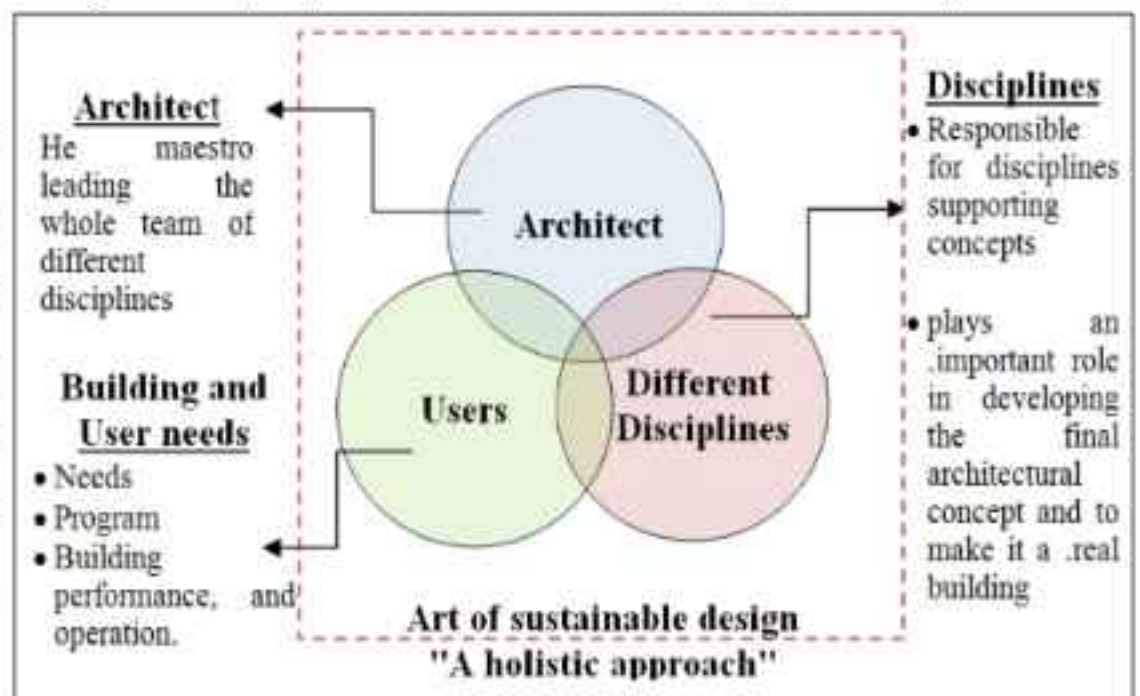 Architect
He maestro
leading the
whole team of
different
disciplines
Building and
User needs
• Needs
• Program
• Building
performance, and
operation.
Architect
Users
Different
Disciplines
Art of sustainable design
"A holistic approach"
Disciplines
• Responsible
for disciplines
supporting
concepts
• plays an
.important role
in developing
the final
architectural
concept and to
make it a .real
building